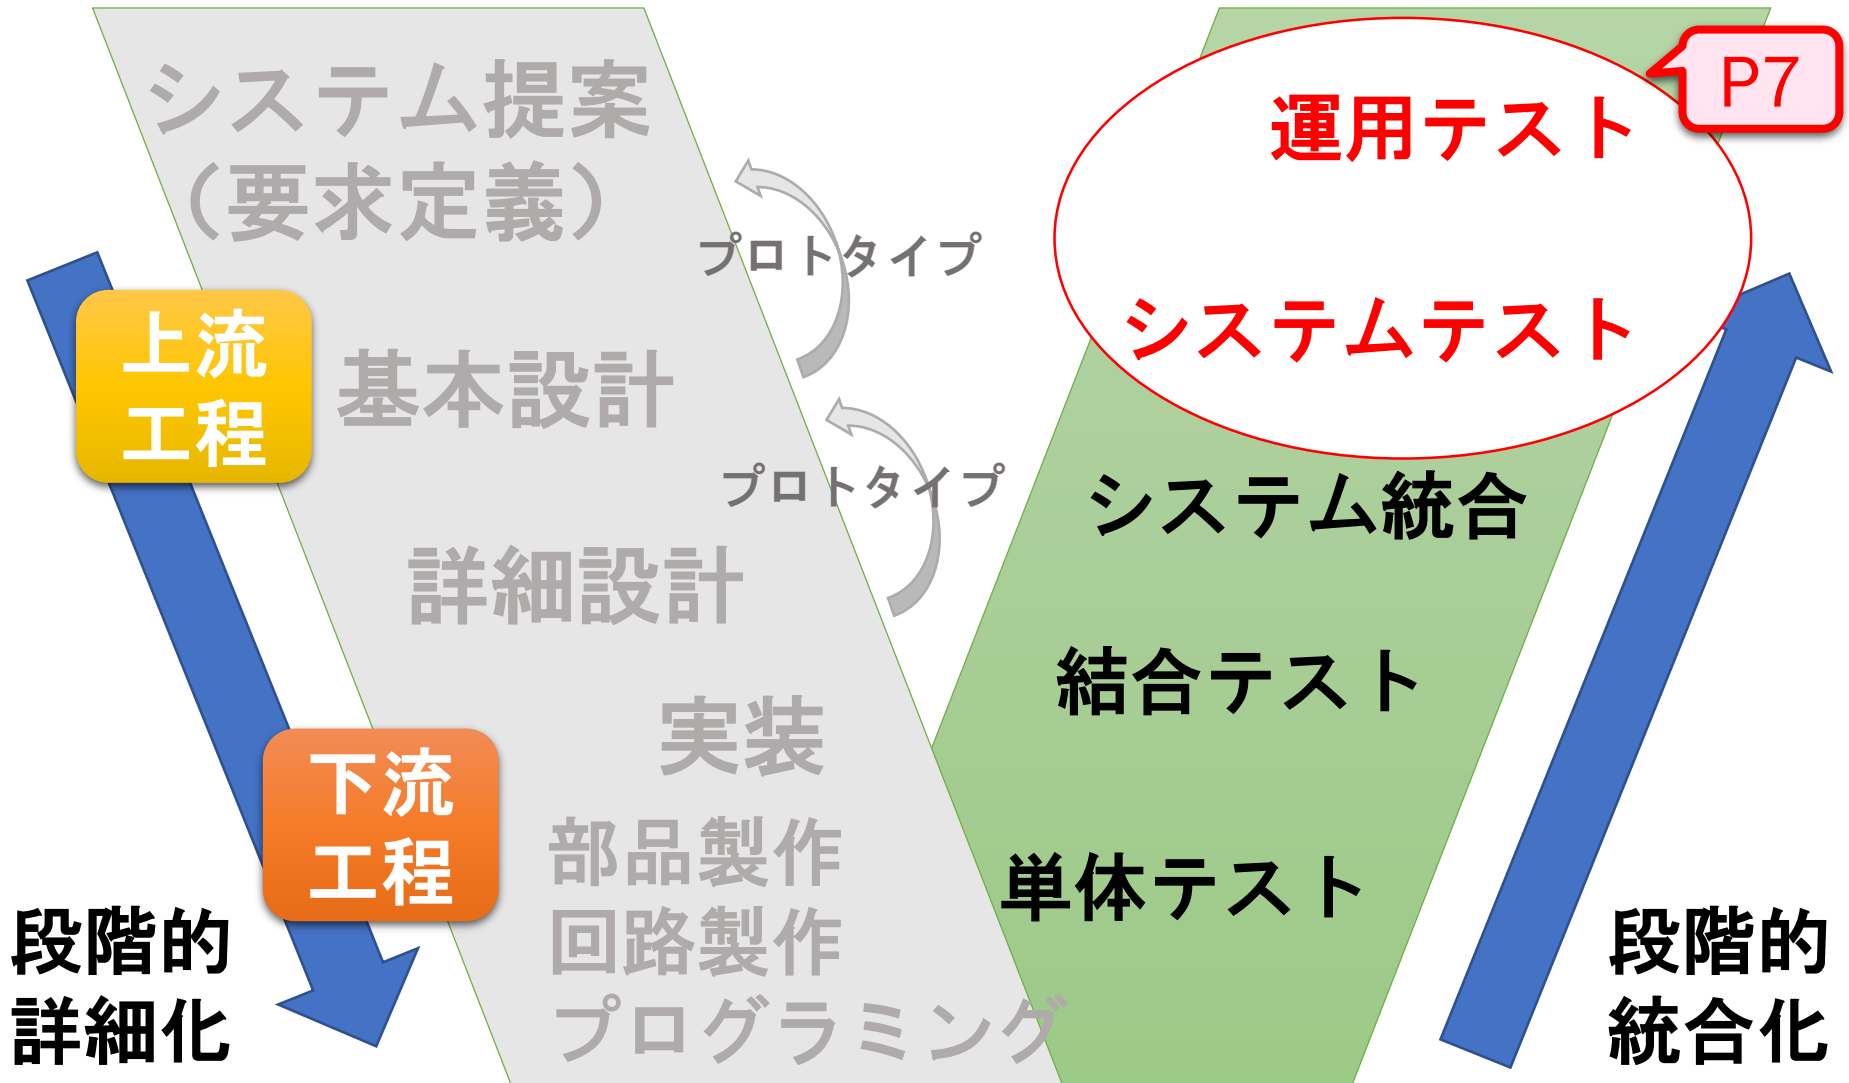 システム提案
（要求定義）
プロトタイプ
上流
工程
基本設計
プロトタイプ
詳細設計
実装
下流
工程
部品製作
回路製作
プログラミング
段階的
詳細化
P7
運用テスト
システムテスト
システム統合
結合テスト
単体テスト
段階的
統合化